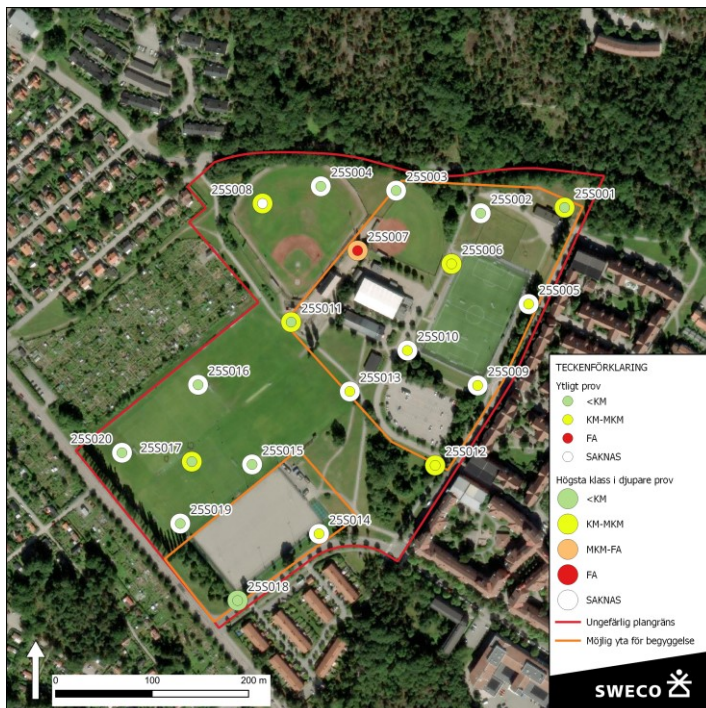 25S004
25S003
25S008
25S002
25S001
25S007
25S006
25S005
25S011
25S010
25S016
25S013
25S009
25S020
25S017
25S015
25S012
25S019
25S014
25S018
TECKENFÖRKLARING
Ytligt prov
<KM
KM-MKM
FA
SAKNAS
Högsta klass i djupare prov
<KM
KM-MKM
MKM-FA
FA
SAKNAS
Ungefärlig plangräns
Möjlig yta för begyggelse
0 100 200 m
SWECO